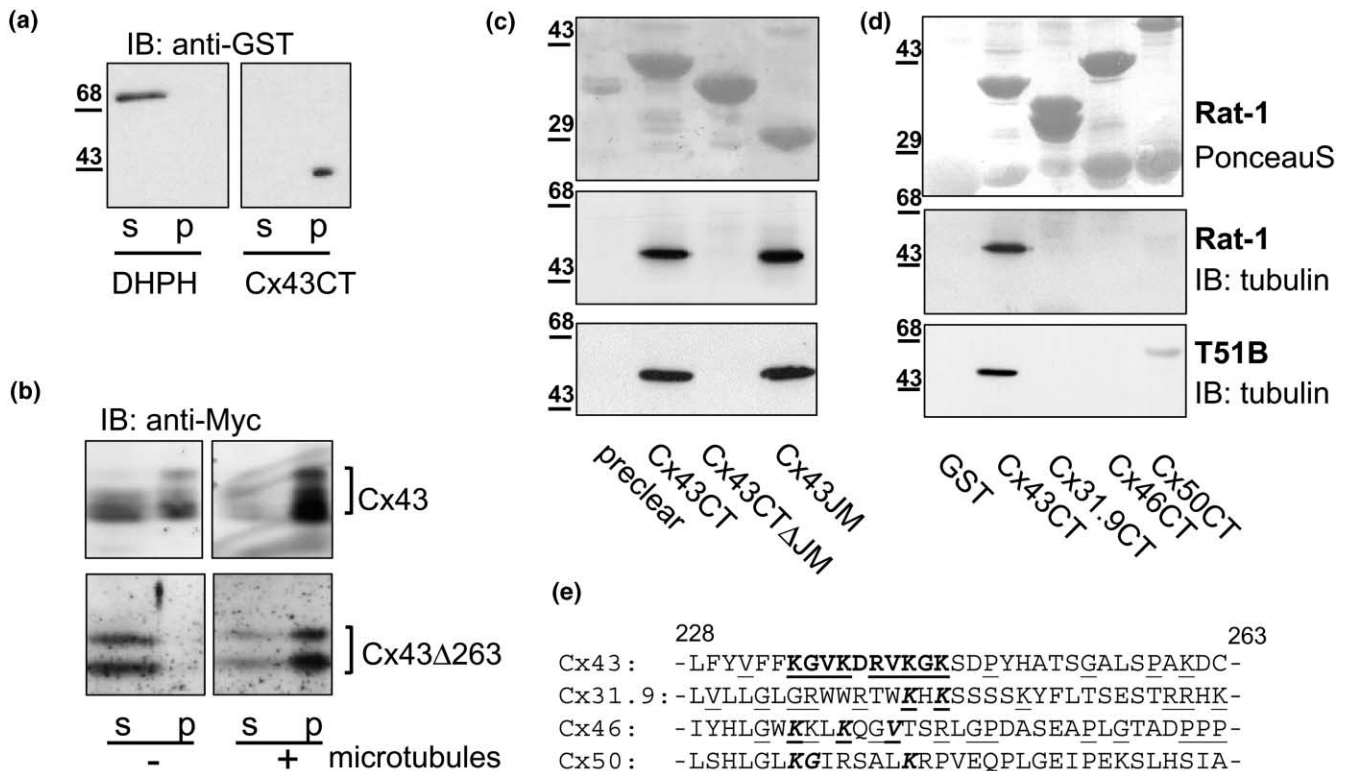 (a)
IB: anti-GST
68
43
s p s p
DHPH Cx43CT
(b)
IB: anti-Myc
Cx43
Cx43Δ263
s p s p
- + microtubules
(c)
43
29
68
43
68
43
preclear
Cx43CT
Cx43CTΔJM
Cx43JM
(d)
43
29
68
43
68
43
Rat-1
PonceauS
Rat-1
IB: tubulin
T51B
IB: tubulin
GST
Cx43CT
Cx31.9CT
Cx46CT
Cx50CT
(e)
228 263
Cx43: -LFYVFFKGVKDRVKGKSDPYHATSGALSPAKDC-
Cx31.9: -LVLLGLGRWWRTWKHKSSSSKYFLTSESTRRHK-
Cx46: -IYHLGWKKLKQGVTSRLGPDASEAPLGTADPPP-
Cx50: -LSHLGLKGIRSALKRPVEQPLGEIPEKSLHSIA-